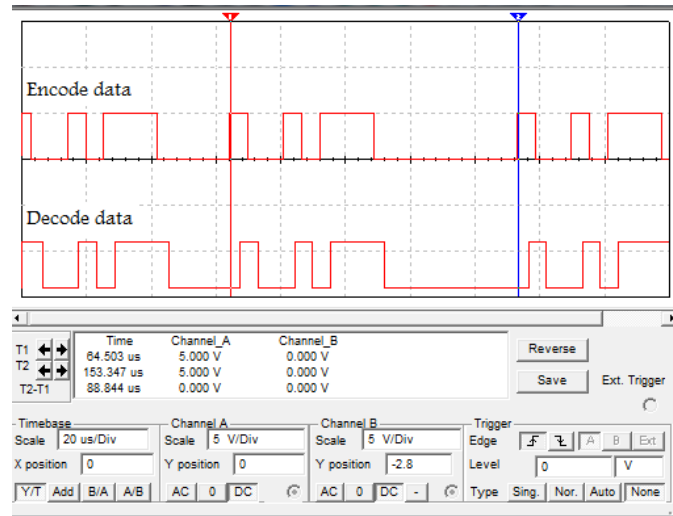 1 2
Encode data
Decode data
Time Channel_A Channel_B
T1 64.503 us 5.000 V 0.000 V
T2 153.347 us 5.000 V 0.000 V
T2-T1 88.844 us 0.000 V 0.000 V
Reverse
Save Ext. Trigger
Timebase Channel A Channel B Trigger
Scale 20 us/Div Scale 5 V/Div Scale 5 V/Div Edge A B Ext
X position 0 Y position 0 Y position -2.8 Level 0 V
Y/T Add B/A A/B AC 0 DC AC 0 DC - Type Sing. Nor. Auto None